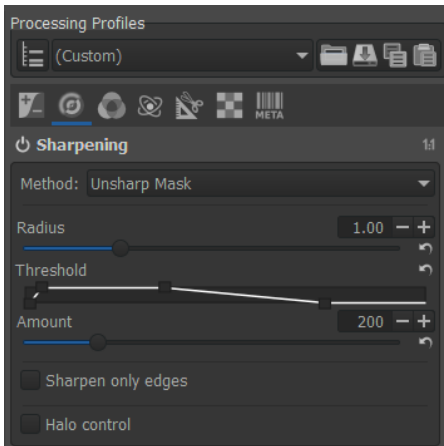 Processing Profiles
(Custom)
META
Sharpening 1:1
Method: Unsharp Mask
Radius 1.00
Threshold
Amount 200
Sharpen only edges
Halo control